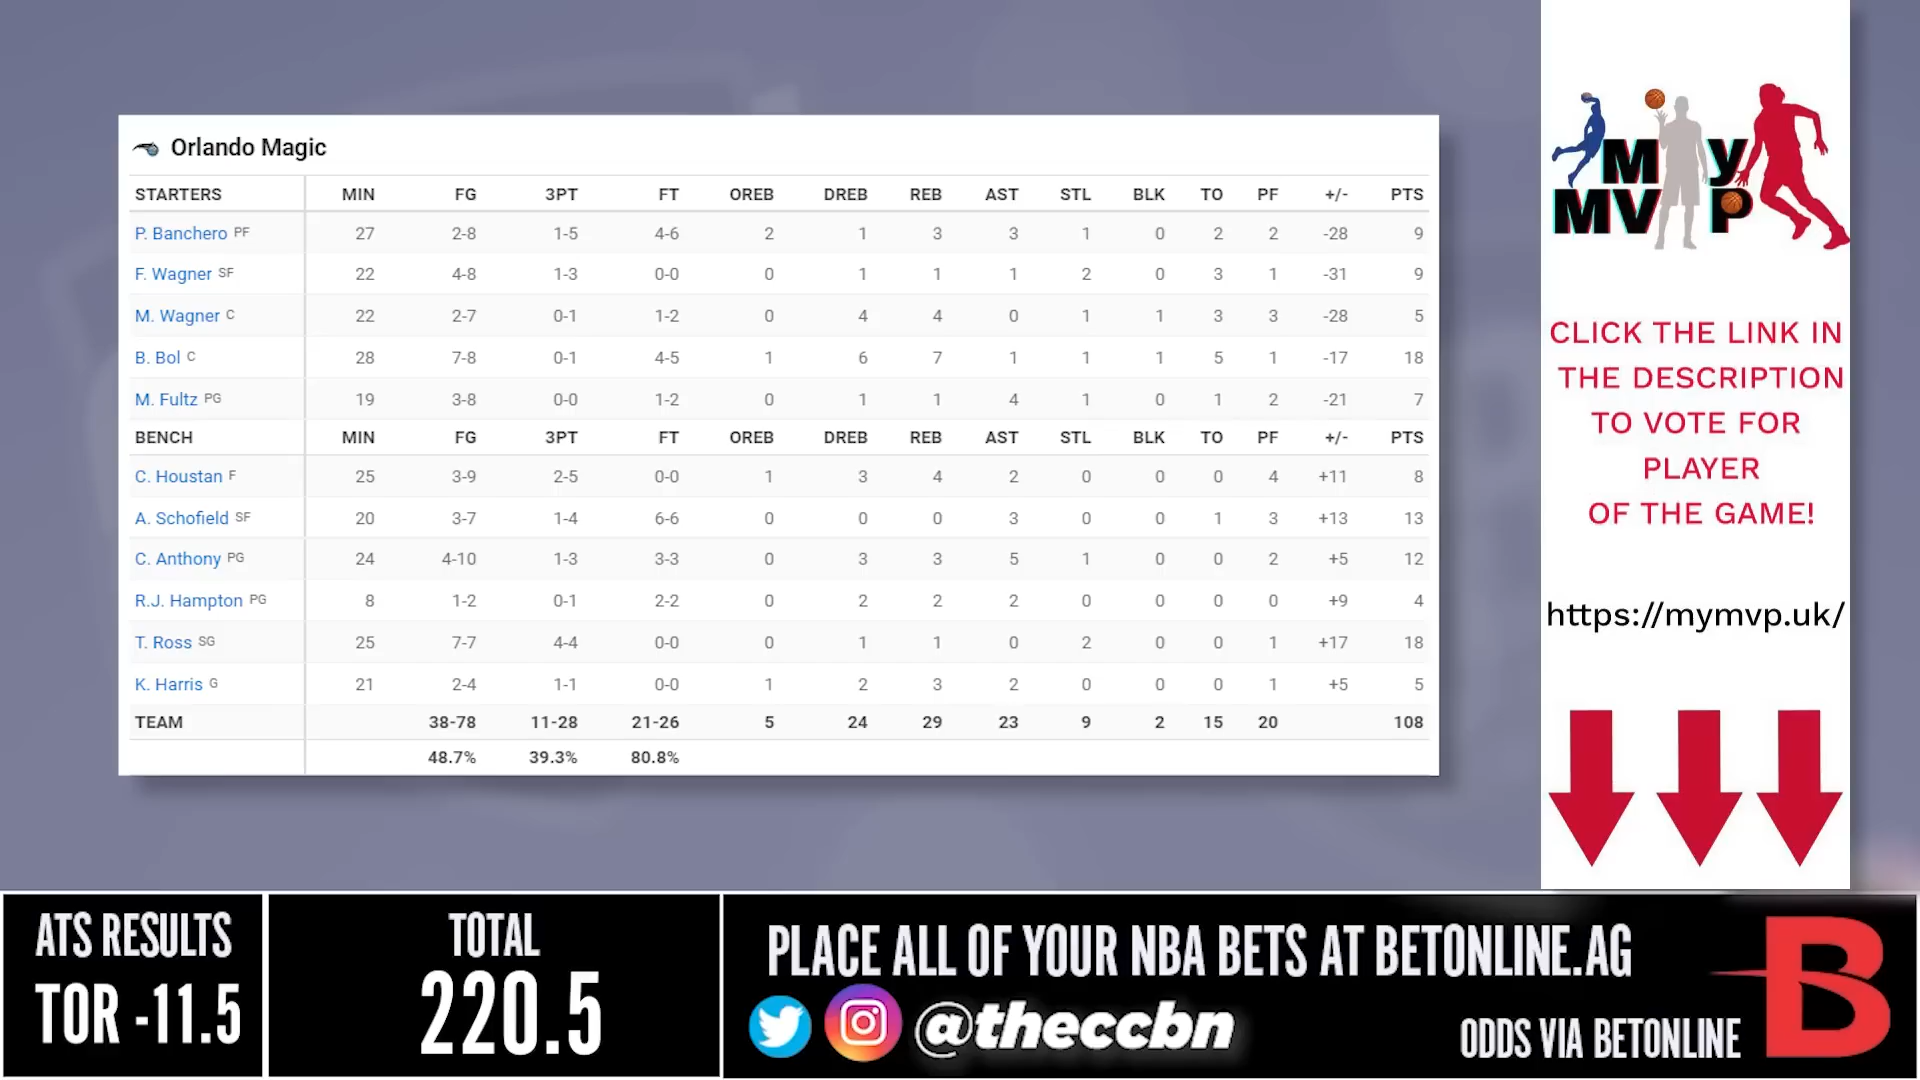 Orlando Magic
STARTERS MIN FG 3PT FT OREB DREB REB AST STL BLK TO PF +/- PTS
P. Banchero PF 27 2-8 1-5 4-6 2 1 3 3 1 0 2 2 -28 9
F. Wagner SF 22 4-8 1-3 0-0 0 1 1 1 2 0 3 1 -31 9
M. Wagner C 22 2-7 0-1 1-2 0 4 4 0 1 1 3 3 -28 5
B. Bol C 28 7-8 0-1 4-5 1 6 7 1 1 1 5 1 -17 18
M. Fultz PG 19 3-8 0-0 1-2 0 1 1 4 1 0 1 2 -21 7
BENCH MIN FG 3PT FT OREB DREB REB AST STL BLK TO PF +/- PTS
C. Houstan F 25 3-9 2-5 0-0 1 3 4 2 0 0 0 4 +11 8
A. Schofield SF 20 3-7 1-4 6-6 0 0 0 3 0 0 1 3 +13 13
C. Anthony PG 24 4-10 1-3 3-3 0 3 3 5 1 0 0 2 +5 12
R.J. Hampton PG 8 1-2 0-1 2-2 0 2 2 2 0 0 0 0 +9 4
T. Ross SG 25 7-7 4-4 0-0 0 1 1 0 2 0 0 1 +17 18
K. Harris G 21 2-4 1-1 0-0 1 2 3 2 0 0 0 1 +5 5
TEAM 38-78 11-28 21-26 5 24 29 23 9 2 15 20 108
48.7% 39.3% 80.8%
My
MVP
CLICK THE LINK IN
THE DESCRIPTION
TO VOTE FOR
PLAYER
OF THE GAME!
https://mymvp.uk/
ATS RESULTS
TOR -11.5
TOTAL
220.5
PLACE ALL OF YOUR NBA BETS AT BETONLINE.AG
@theccbn
ODDS VIA BETONLINE
B